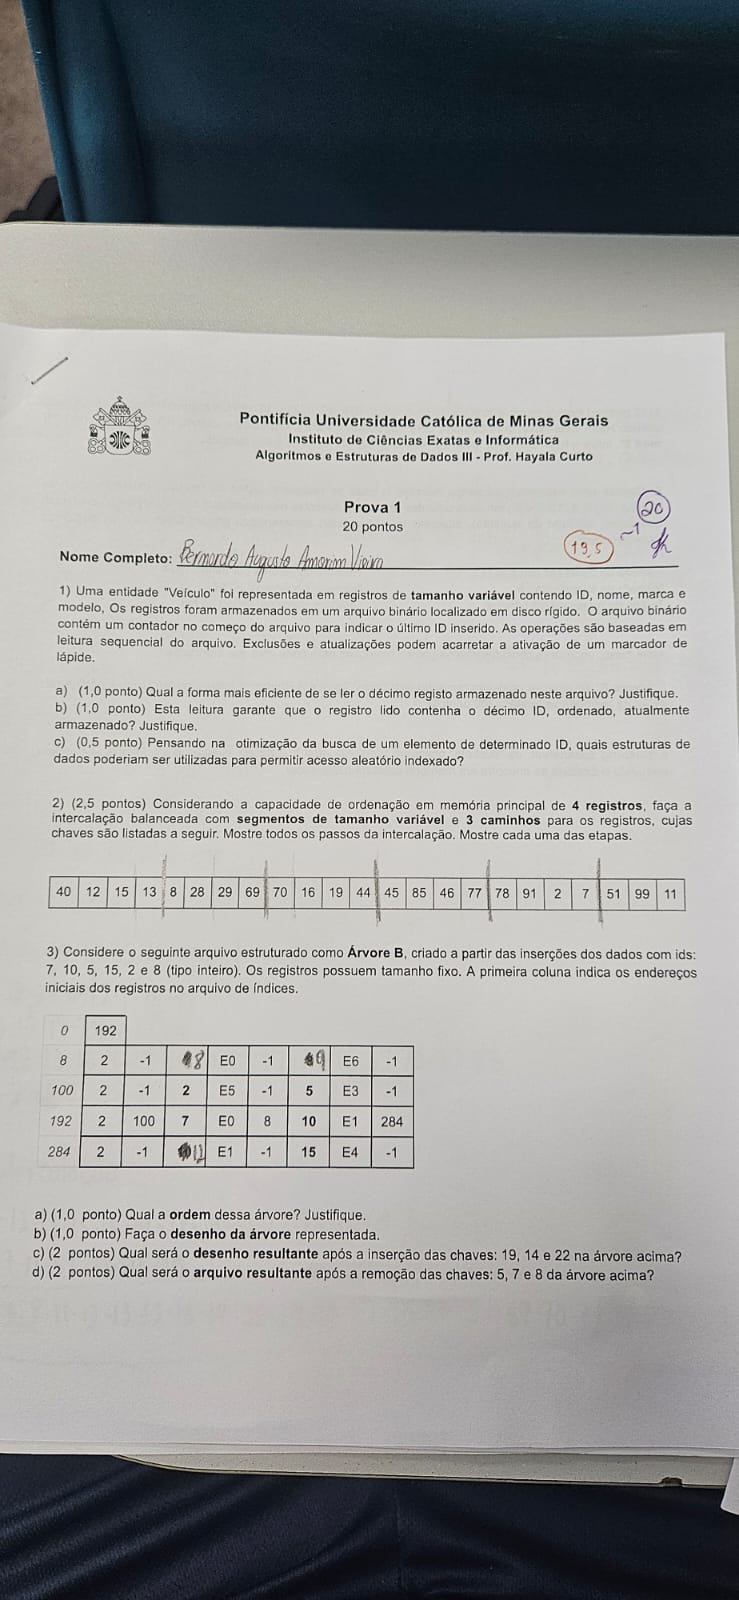 Pontifícia Universidade Católica de Minas Gerais
Instituto de Ciências Exatas e Informática
Algoritmos e Estruturas de Dados III - Prof. Hayala Curto
Prova 1
20 pontos
20
19,5
~1
Nome Completo: Bernardo Augusto Amorim Vieira
1) Uma entidade "Veículo" foi representada em registros de tamanho variável contendo ID, nome, marca e
modelo, Os registros foram armazenados em um arquivo binário localizado em disco rígido. O arquivo binário
contém um contador no começo do arquivo para indicar o último ID inserido. As operações são baseadas em
leitura sequencial do arquivo. Exclusões e atualizações podem acarretar a ativação de um marcador de
lápide.
a) (1,0 ponto) Qual a forma mais eficiente de se ler o décimo registo armazenado neste arquivo? Justifique.
b) (1,0 ponto) Esta leitura garante que o registro lido contenha o décimo ID, ordenado, atualmente
armazenado? Justifique.
c) (0,5 ponto) Pensando na otimização da busca de um elemento de determinado ID, quais estruturas de
dados poderiam ser utilizadas para permitir acesso aleatório indexado?
2) (2,5 pontos) Considerando a capacidade de ordenação em memória principal de 4 registros, faça a
intercalação balanceada com segmentos de tamanho variável e 3 caminhos para os registros, cujas
chaves são listadas a seguir. Mostre todos os passos da intercalação. Mostre cada uma das etapas.
40 12 15 13 8 28 29 69 70 16 19 44 45 85 46 77 78 91 2 7 51 99 11
3) Considere o seguinte arquivo estruturado como Árvore B, criado a partir das inserções dos dados com ids:
7, 10, 5, 15, 2 e 8 (tipo inteiro). Os registros possuem tamanho fixo. A primeira coluna indica os endereços
iniciais dos registros no arquivo de índices.
0 192
8 2 -1 8 E0 -1 9 E6 -1
100 2 -1 2 E5 -1 5 E3 -1
192 2 100 7 E0 8 10 E1 284
284 2 -1 12 E1 -1 15 E4 -1
a) (1,0 ponto) Qual a ordem dessa árvore? Justifique.
b) (1,0 ponto) Faça o desenho da árvore representada.
c) (2 pontos) Qual será o desenho resultante após a inserção das chaves: 19, 14 e 22 na árvore acima?
d) (2 pontos) Qual será o arquivo resultante após a remoção das chaves: 5, 7 e 8 da árvore acima?